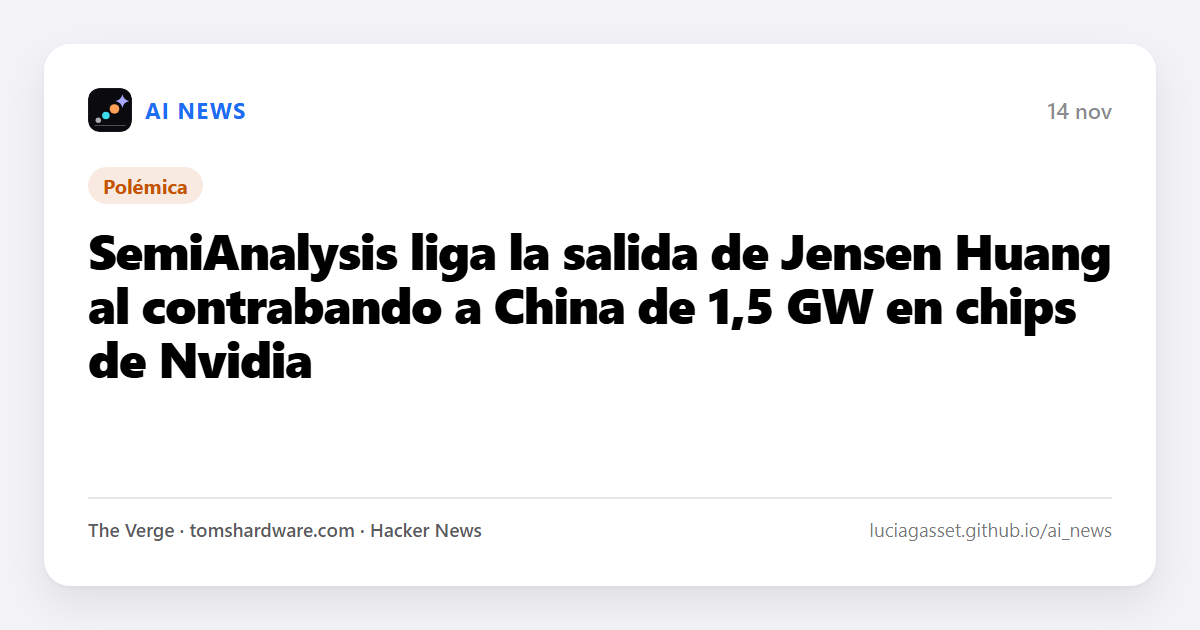 AI NEWS
14 nov
Polémica
SemiAnalysis liga la salida de Jensen Huang
al contrabando a China de 1,5 GW en chips
de Nvidia
The Verge · tomshardware.com · Hacker News
luciagasset.github.io/ai_news